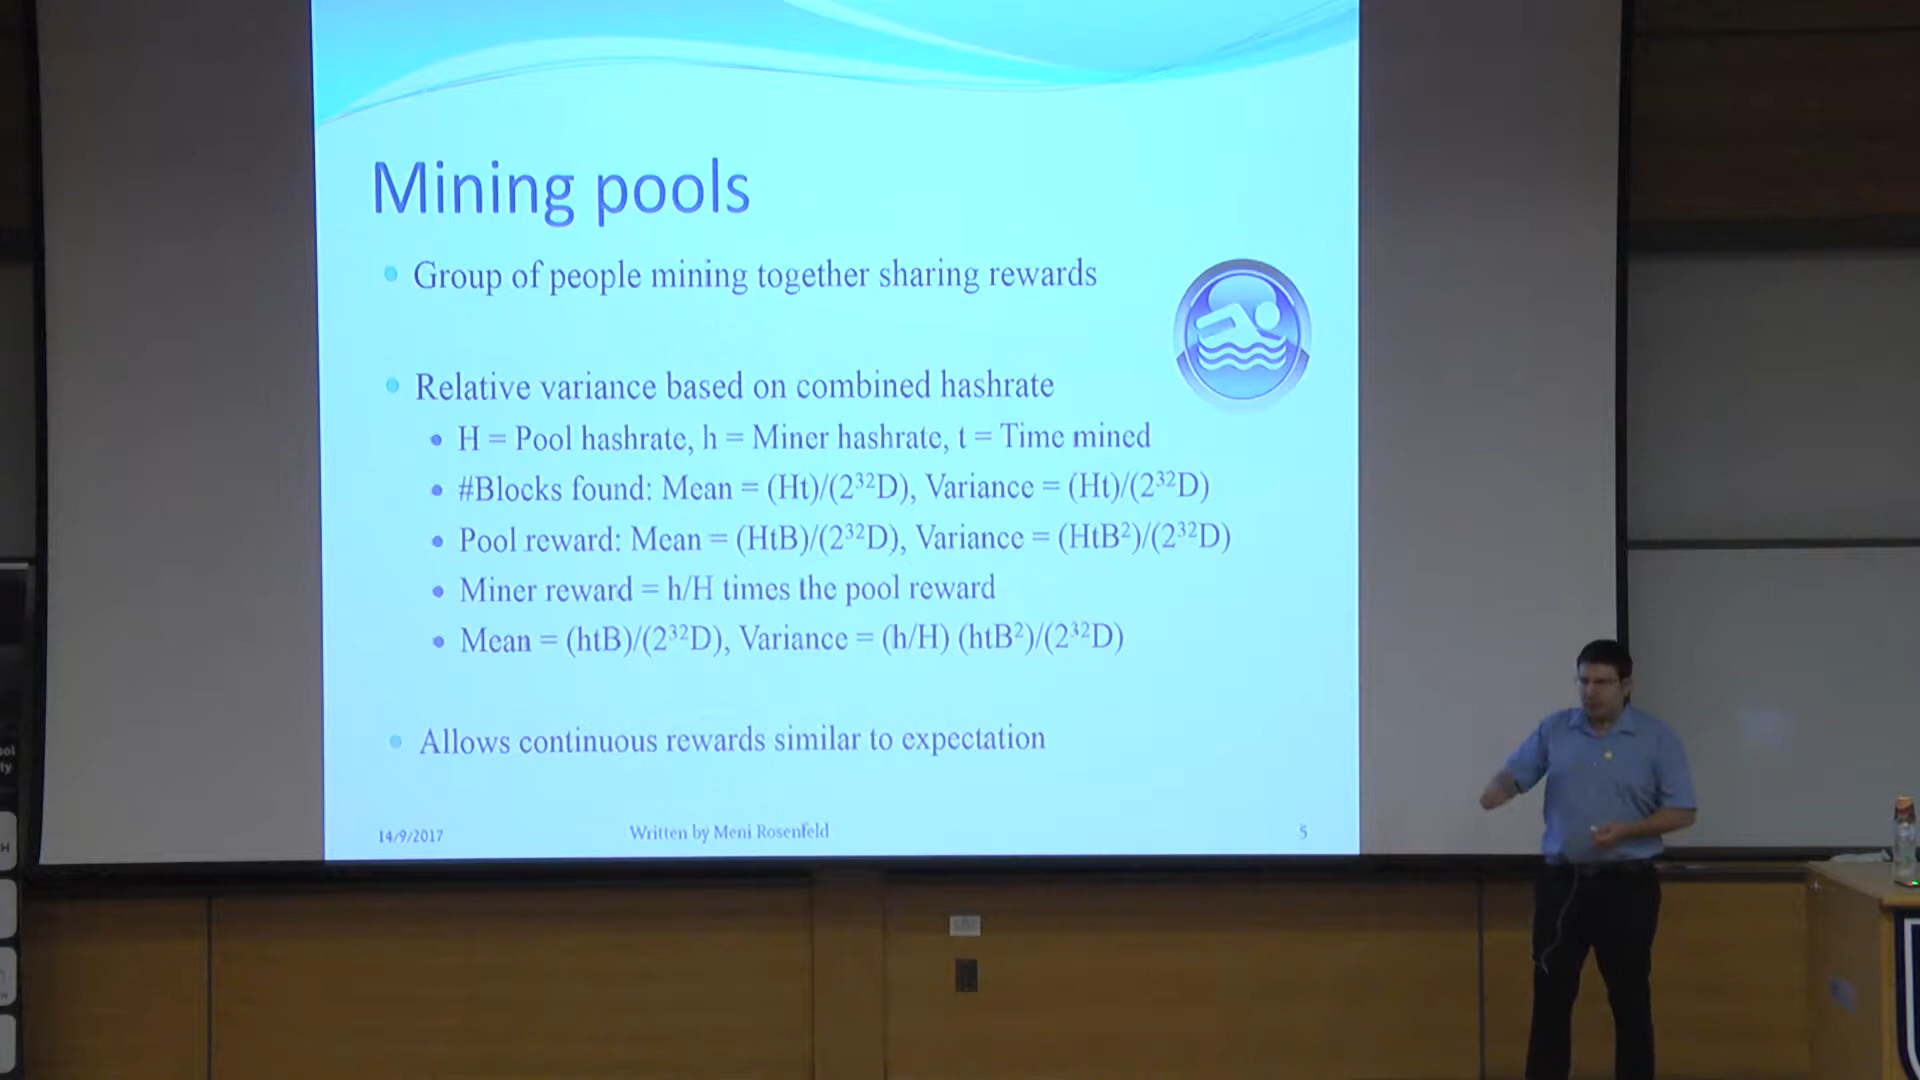 Mining pools
Group of people mining together sharing rewards
Relative variance based on combined hashrate
H = Pool hashrate, h = Miner hashrate, t = Time mined
#Blocks found: Mean = (Ht)/(2³²D), Variance = (Ht)/(2³²D)
Pool reward: Mean = (HtB)/(2³²D), Variance = (HtB²)/(2³²D)
Miner reward = h/H times the pool reward
Mean = (htB)/(2³²D), Variance = (h/H) (htB²)/(2³²D)
Allows continuous rewards similar to expectation
14/9/2017
Written by Meni Rosenfeld
5